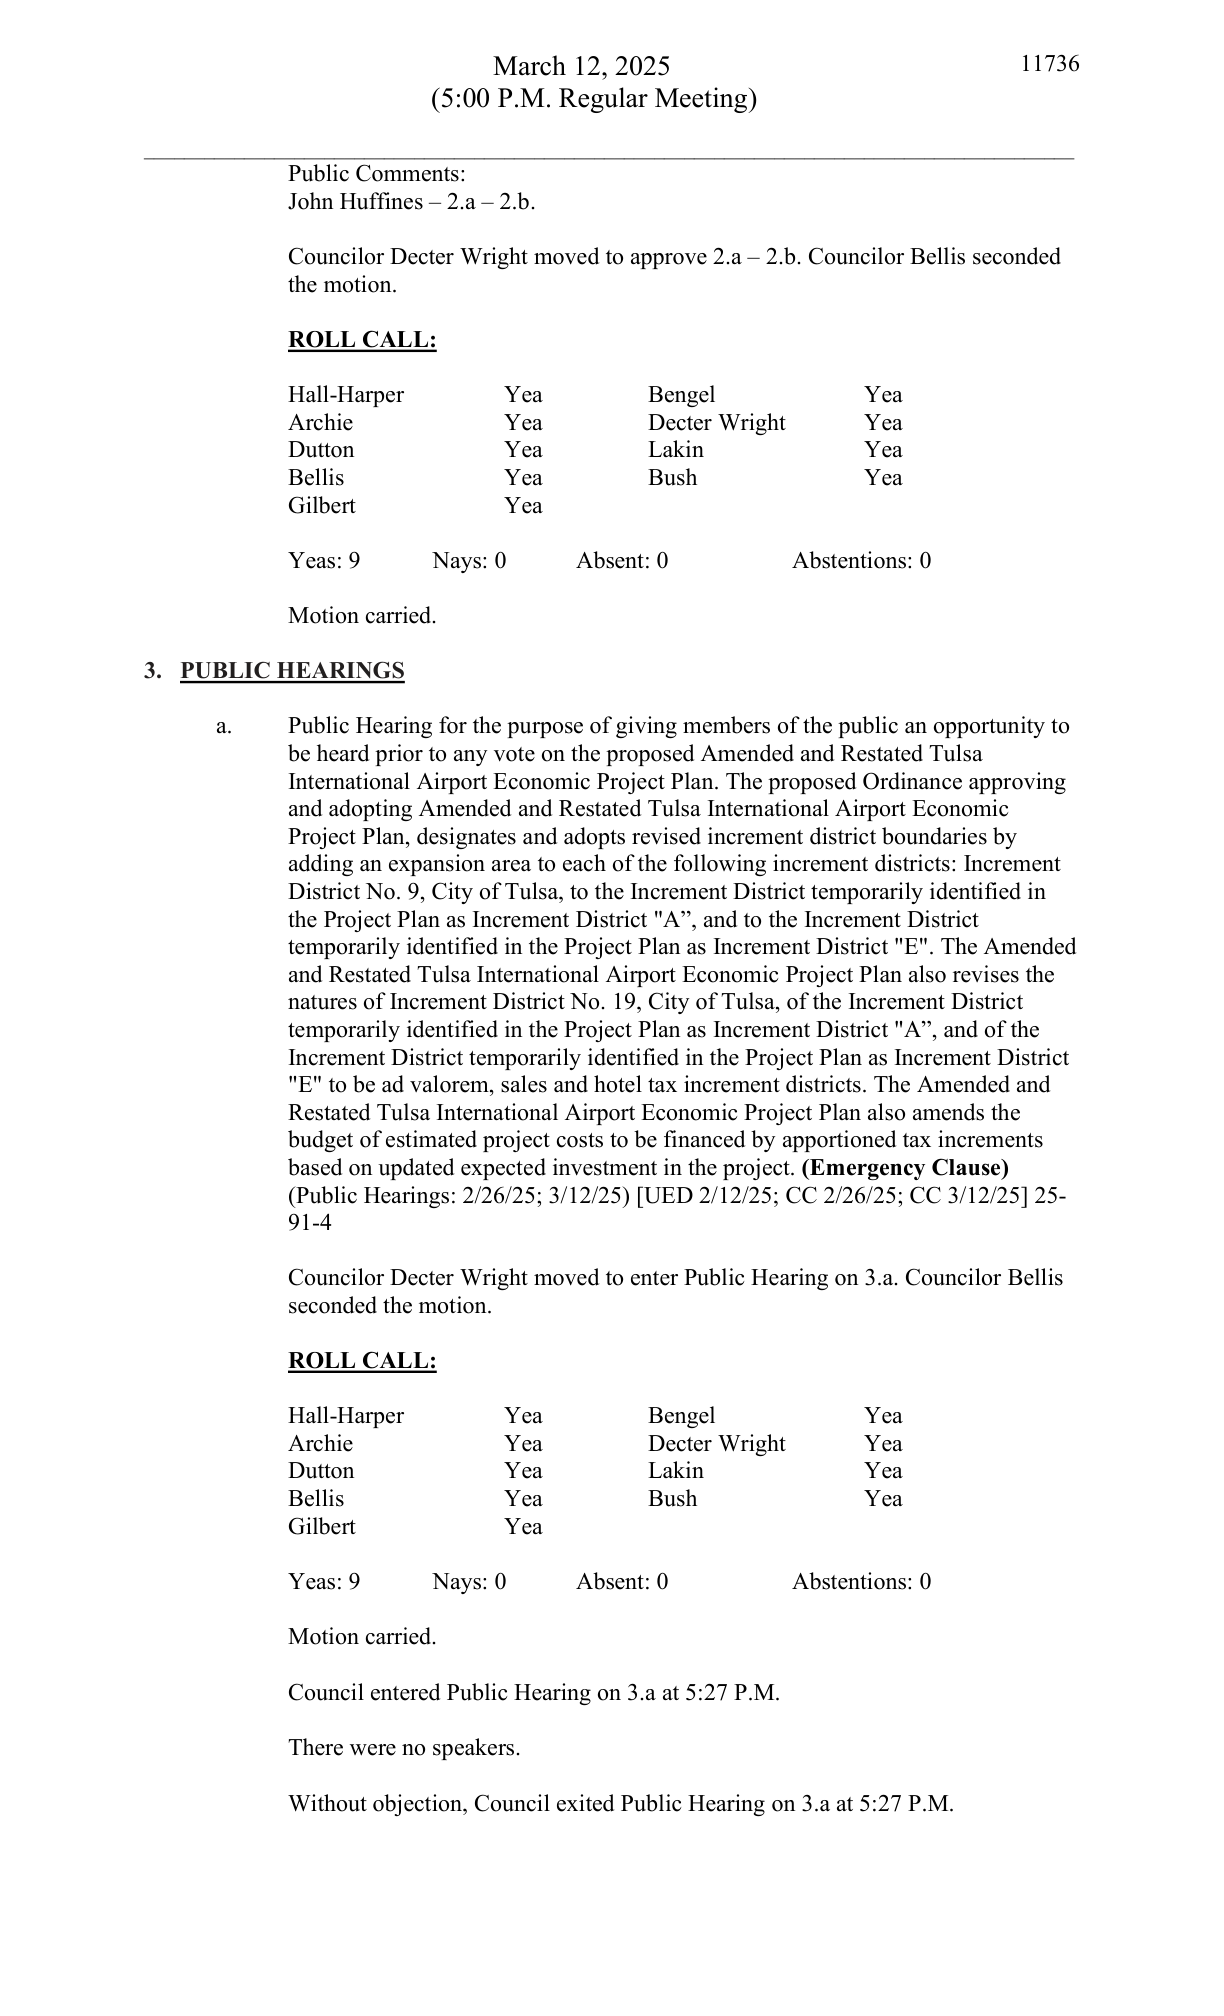 March 12, 2025
11736
(5:00 P.M. Regular Meeting)
Public Comments:
John Huffines – 2.a – 2.b.
Councilor Decter Wright moved to approve 2.a – 2.b. Councilor Bellis seconded
the motion.
ROLL CALL:
Hall-Harper Yea Bengel Yea
Archie Yea Decter Wright Yea
Dutton Yea Lakin Yea
Bellis Yea Bush Yea
Gilbert Yea
Yeas: 9 Nays: 0 Absent: 0 Abstentions: 0
Motion carried.
3. PUBLIC HEARINGS
a. Public Hearing for the purpose of giving members of the public an opportunity to
be heard prior to any vote on the proposed Amended and Restated Tulsa
International Airport Economic Project Plan. The proposed Ordinance approving
and adopting Amended and Restated Tulsa International Airport Economic
Project Plan, designates and adopts revised increment district boundaries by
adding an expansion area to each of the following increment districts: Increment
District No. 9, City of Tulsa, to the Increment District temporarily identified in
the Project Plan as Increment District "A”, and to the Increment District
temporarily identified in the Project Plan as Increment District "E". The Amended
and Restated Tulsa International Airport Economic Project Plan also revises the
natures of Increment District No. 19, City of Tulsa, of the Increment District
temporarily identified in the Project Plan as Increment District "A”, and of the
Increment District temporarily identified in the Project Plan as Increment District
"E" to be ad valorem, sales and hotel tax increment districts. The Amended and
Restated Tulsa International Airport Economic Project Plan also amends the
budget of estimated project costs to be financed by apportioned tax increments
based on updated expected investment in the project. (Emergency Clause)
(Public Hearings: 2/26/25; 3/12/25) [UED 2/12/25; CC 2/26/25; CC 3/12/25] 25-
91-4
Councilor Decter Wright moved to enter Public Hearing on 3.a. Councilor Bellis
seconded the motion.
ROLL CALL:
Hall-Harper Yea Bengel Yea
Archie Yea Decter Wright Yea
Dutton Yea Lakin Yea
Bellis Yea Bush Yea
Gilbert Yea
Yeas: 9 Nays: 0 Absent: 0 Abstentions: 0
Motion carried.
Council entered Public Hearing on 3.a at 5:27 P.M.
There were no speakers.
Without objection, Council exited Public Hearing on 3.a at 5:27 P.M.